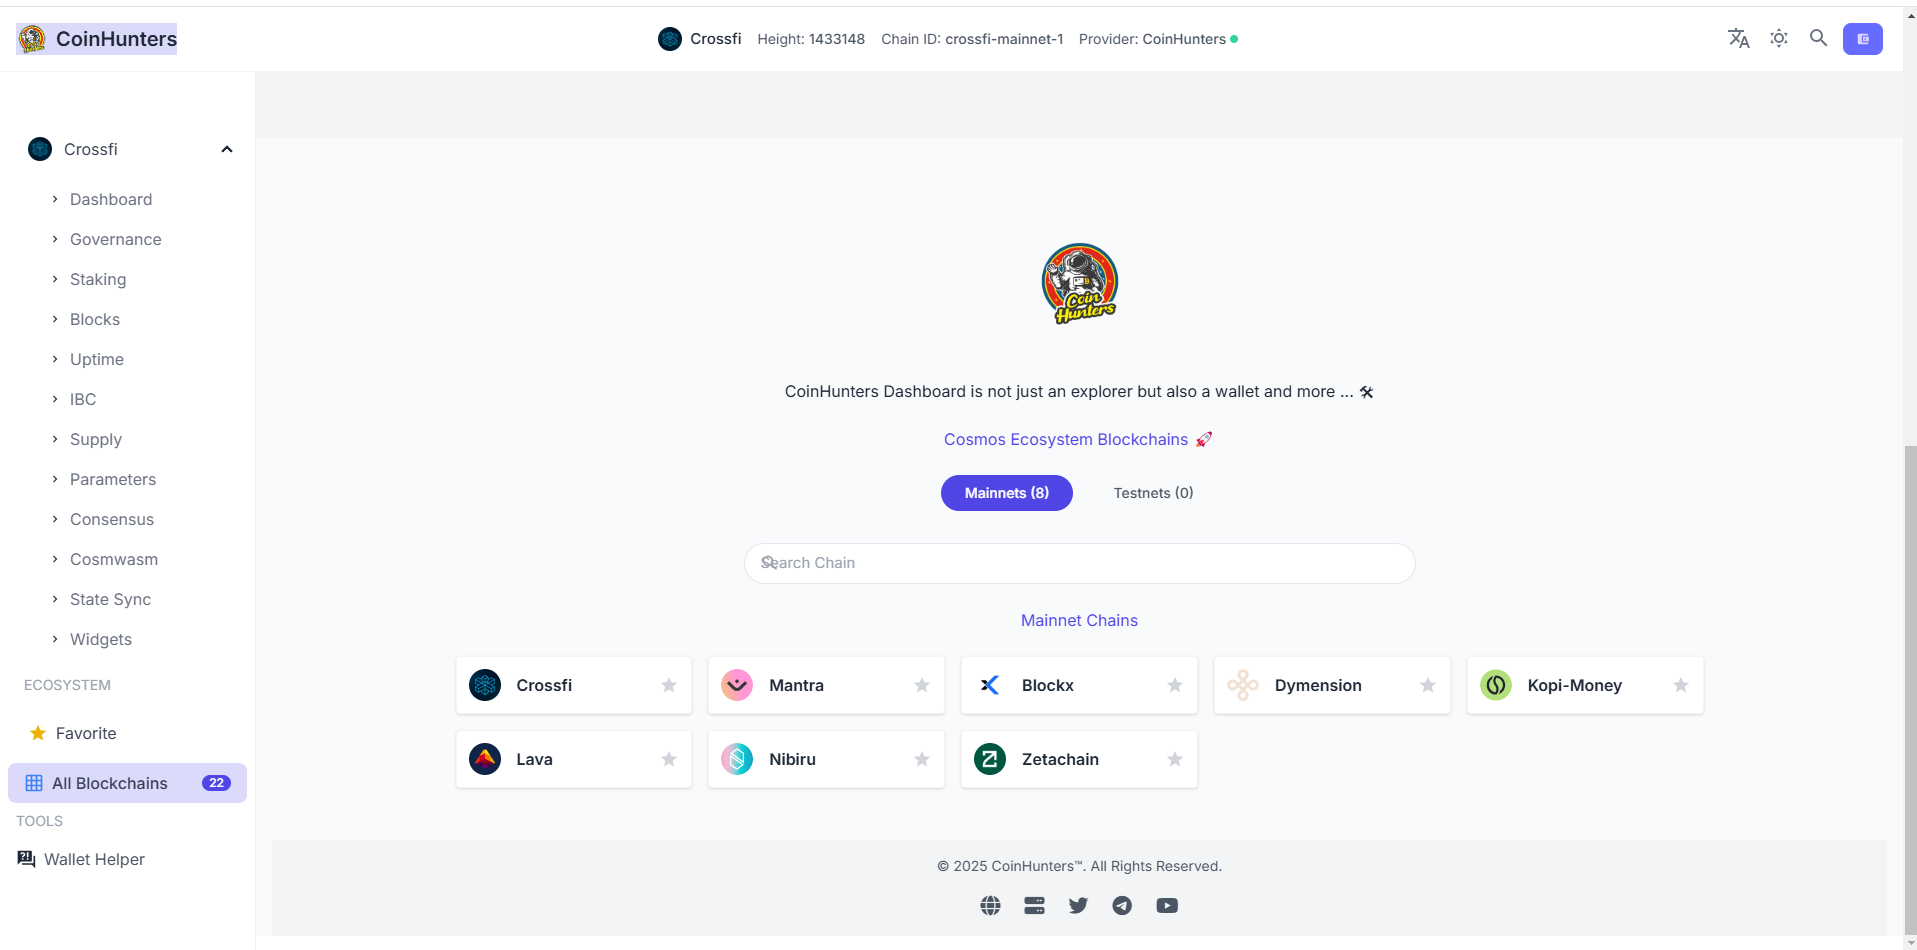 CoinHunters
Crossfi Height: 1433148 Chain ID: crossfi-mainnet-1 Provider: CoinHunters
Crossfi
Dashboard
Governance
Staking
Blocks
Uptime
IBC
Supply
Parameters
Consensus
Cosmwasm
State Sync
Widgets
ECOSYSTEM
Favorite
All Blockchains 22
TOOLS
Wallet Helper
Coin
Hunters
CoinHunters Dashboard is not just an explorer but also a wallet and more ... 🛠
Cosmos Ecosystem Blockchains 🚀
Mainnets (8) Testnets (0)
Search Chain
Mainnet Chains
Crossfi Mantra Blockx Dymension Kopi-Money
Lava Nibiru Zetachain
© 2025 CoinHunters™. All Rights Reserved.